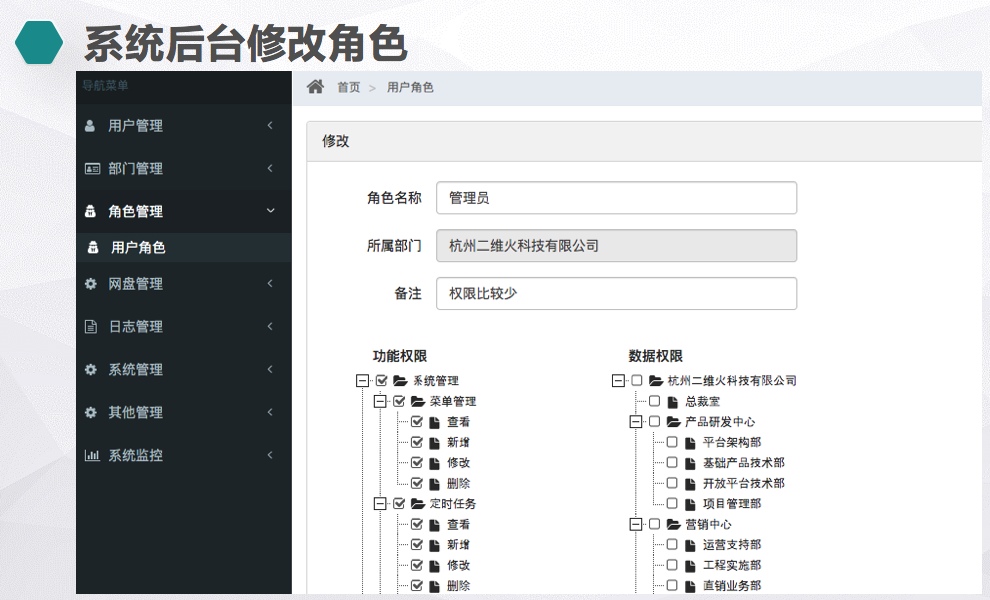 系统后台修改角色
导航菜单
用户管理
部门管理
角色管理
用户角色
网盘管理
日志管理
系统管理
其他管理
系统监控
首页 > 用户角色
修改
角色名称 管理员
所属部门 杭州二维火科技有限公司
备注 权限比较少
功能权限
系统管理
菜单管理
查看
新增
修改
删除
定时任务
查看
新增
修改
删除
数据权限
杭州二维火科技有限公司
总裁室
产品研发中心
平台架构部
基础产品技术部
开放平台技术部
项目管理部
营销中心
运营支持部
工程实施部
直销业务部